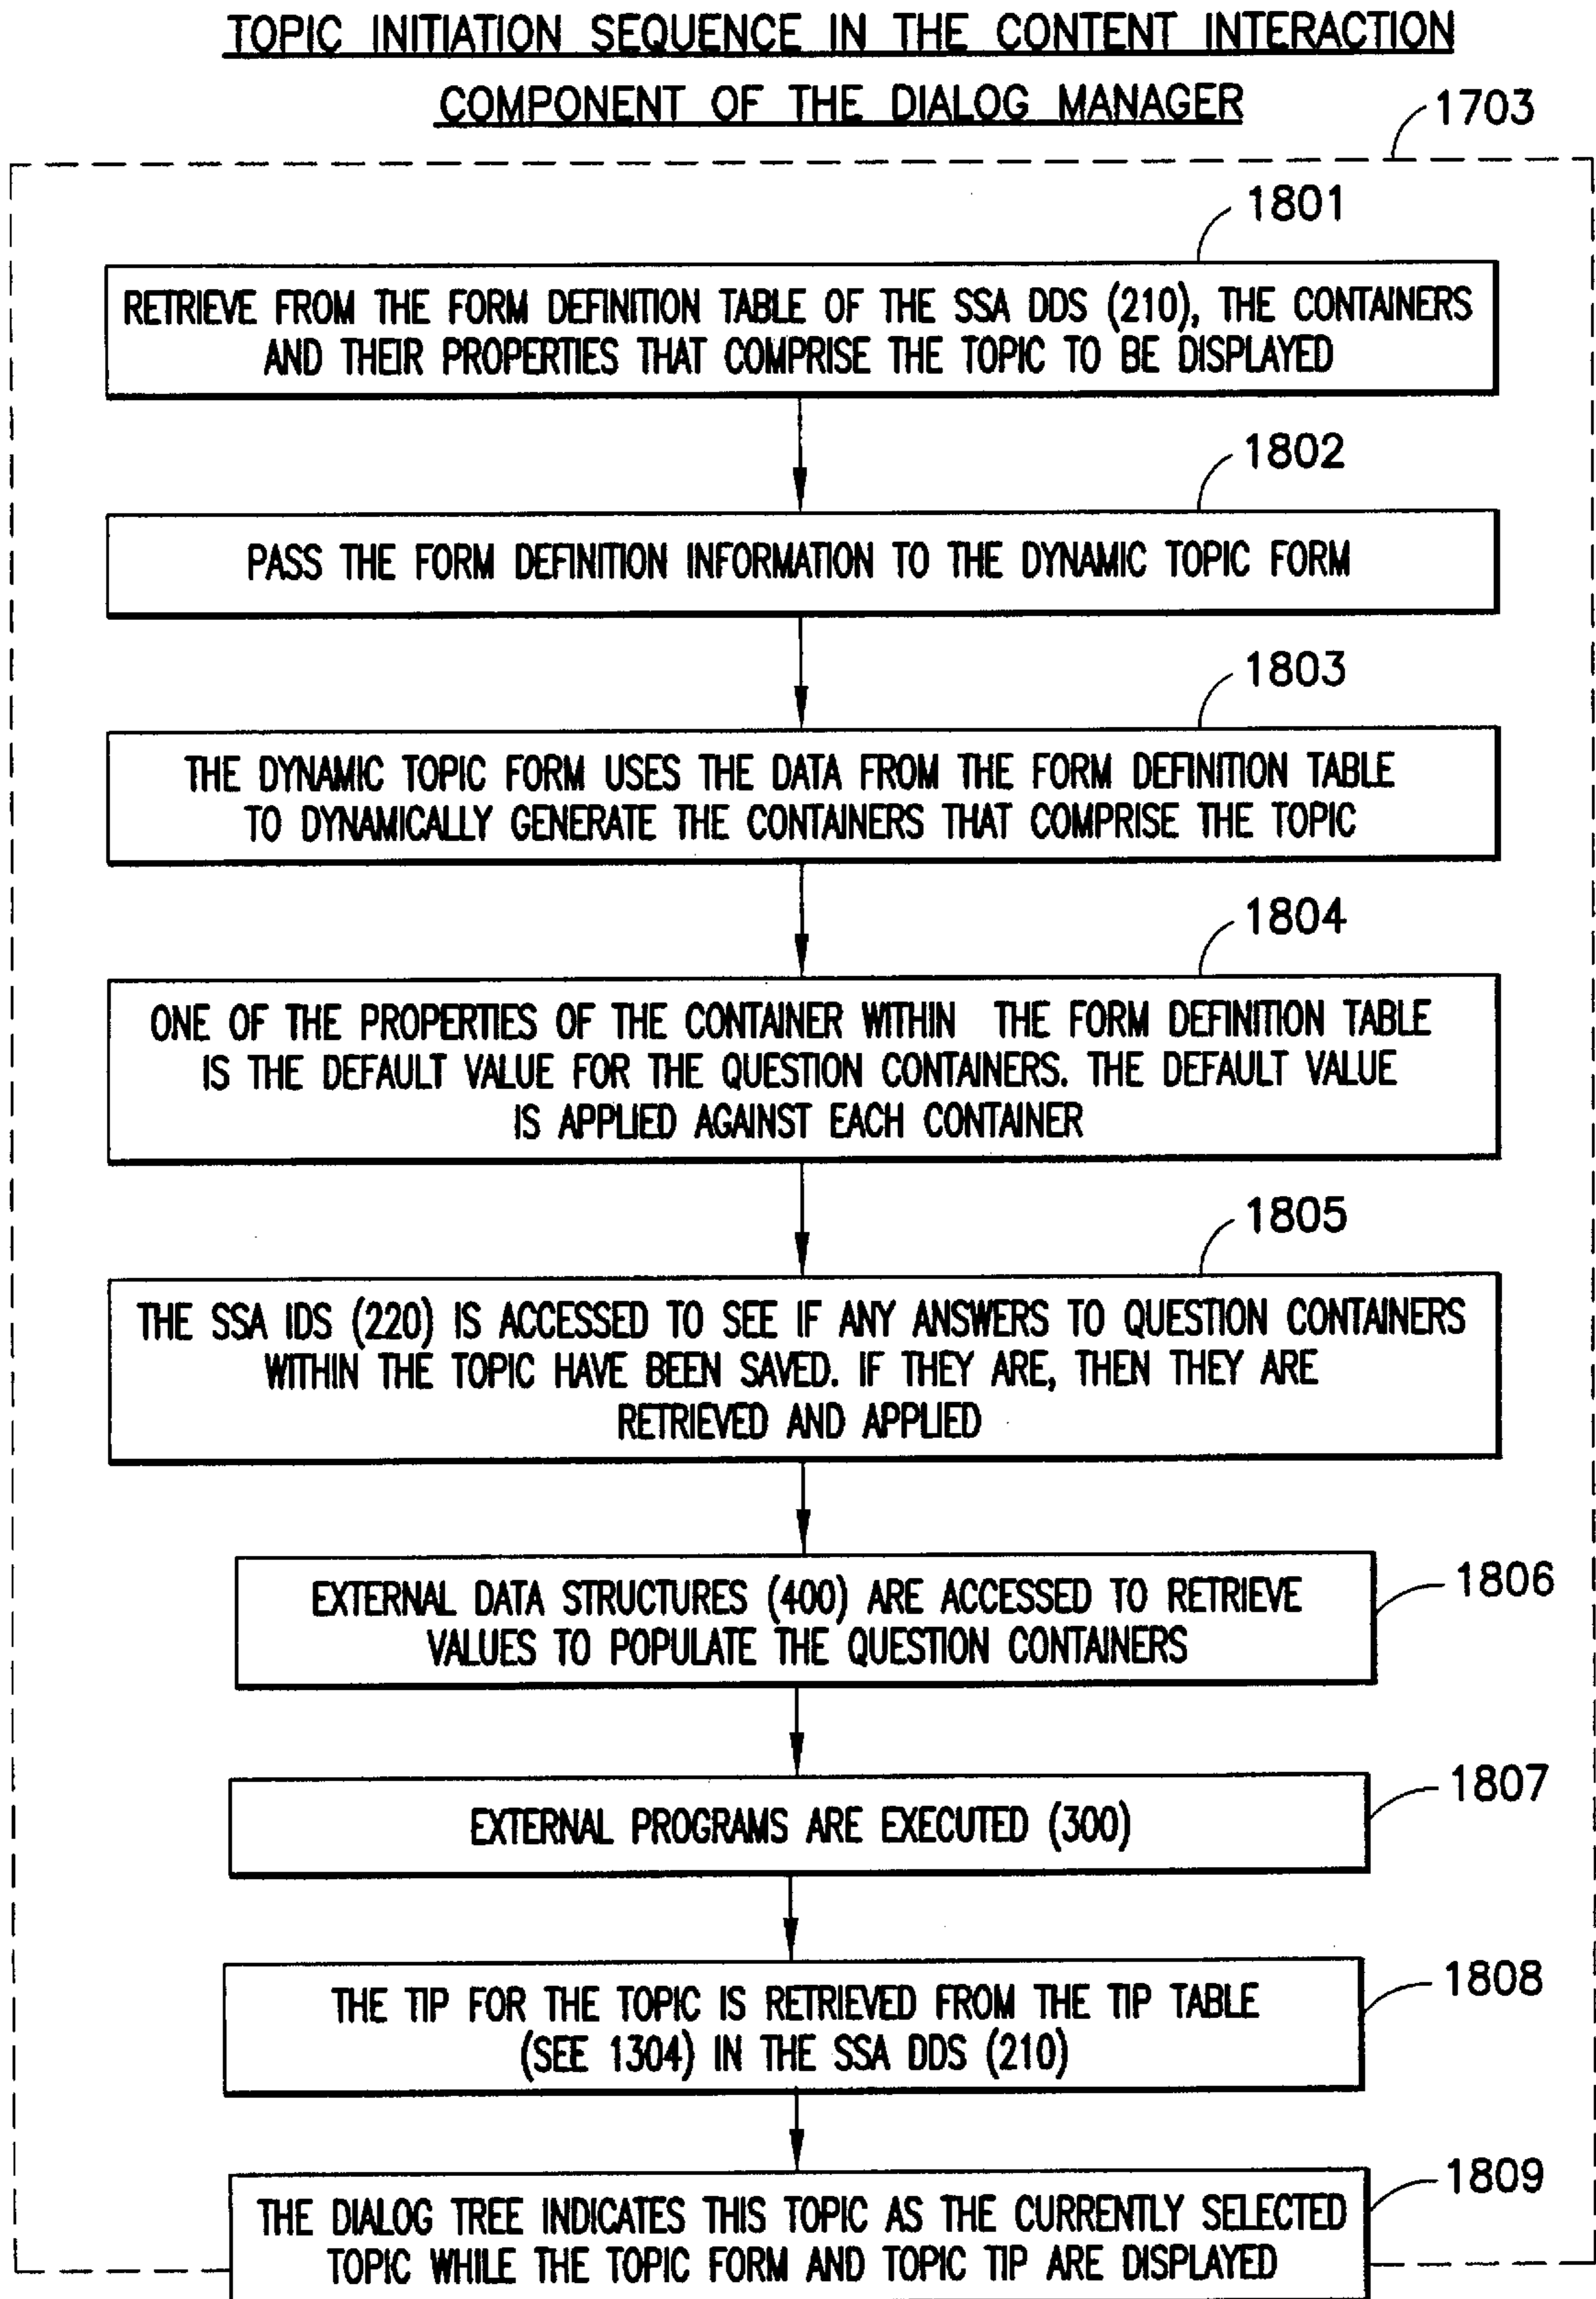 TOPIC INITIATION SEQUENCE IN THE CONTENT INTERACTION
COMPONENT OF THE DIALOG MANAGER
1703
1801
RETRIEVE FROM THE FORM DEFINITION TABLE OF THE SSA DDS (210), THE CONTAINERS
AND THEIR PROPERTIES THAT COMPRISE THE TOPIC TO BE DISPLAYED
1802
PASS THE FORM DEFINITION INFORMATION TO THE DYNAMIC TOPIC FORM
1803
THE DYNAMIC TOPIC FORM USES THE DATA FROM THE FORM DEFINITION TABLE
TO DYNAMICALLY GENERATE THE CONTAINERS THAT COMPRISE THE TOPIC
1804
ONE OF THE PROPERTIES OF THE CONTAINER WITHIN THE FORM DEFINITION TABLE
IS THE DEFAULT VALUE FOR THE QUESTION CONTAINERS. THE DEFAULT VALUE
IS APPLIED AGAINST EACH CONTAINER
1805
THE SSA IDS (220) IS ACCESSED TO SEE IF ANY ANSWERS TO QUESTION CONTAINERS
WITHIN THE TOPIC HAVE BEEN SAVED. IF THEY ARE, THEN THEY ARE
RETRIEVED AND APPLIED
1806
EXTERNAL DATA STRUCTURES (400) ARE ACCESSED TO RETRIEVE
VALUES TO POPULATE THE QUESTION CONTAINERS
1807
EXTERNAL PROGRAMS ARE EXECUTED (300)
1808
THE TIP FOR THE TOPIC IS RETRIEVED FROM THE TIP TABLE
(SEE 1304) IN THE SSA DDS (210)
1809
THE DIALOG TREE INDICATES THIS TOPIC AS THE CURRENTLY SELECTED
TOPIC WHILE THE TOPIC FORM AND TOPIC TIP ARE DISPLAYED